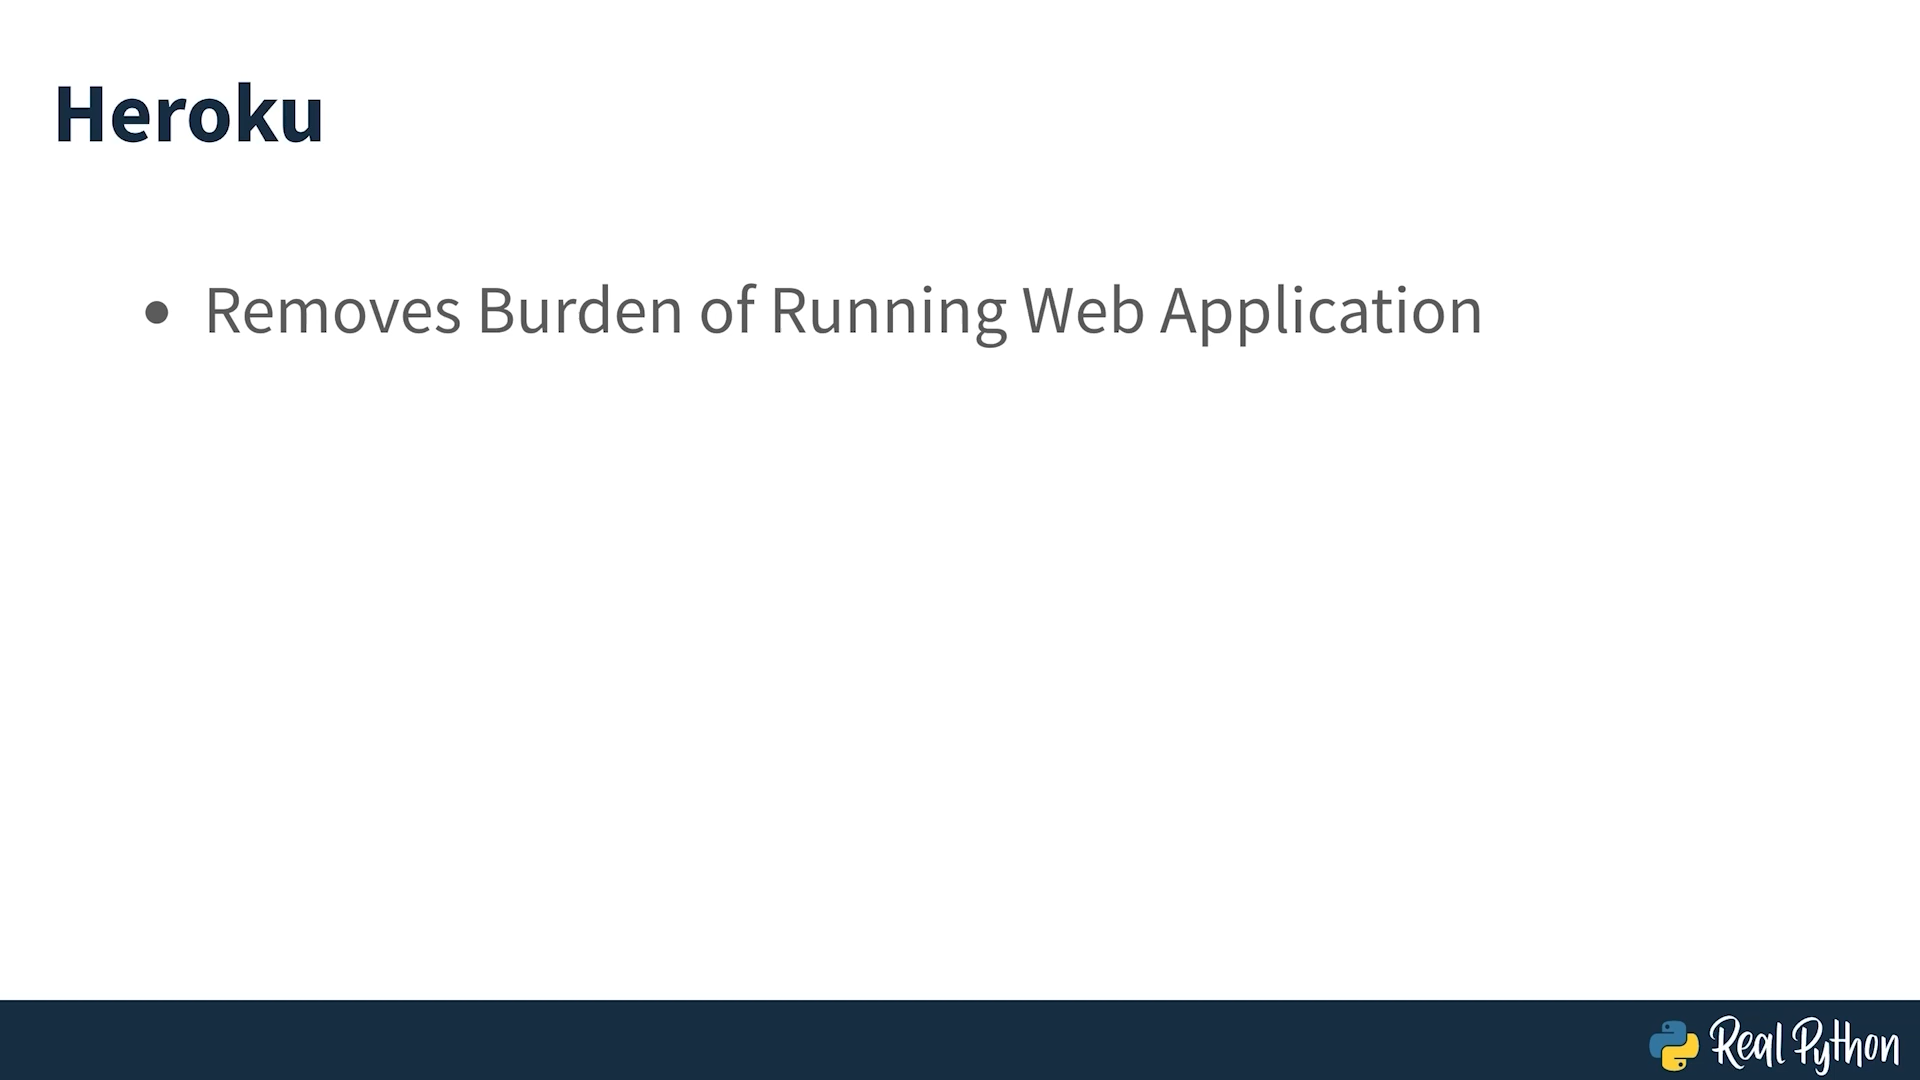 Heroku
• Removes Burden of Running Web Application
Real Python